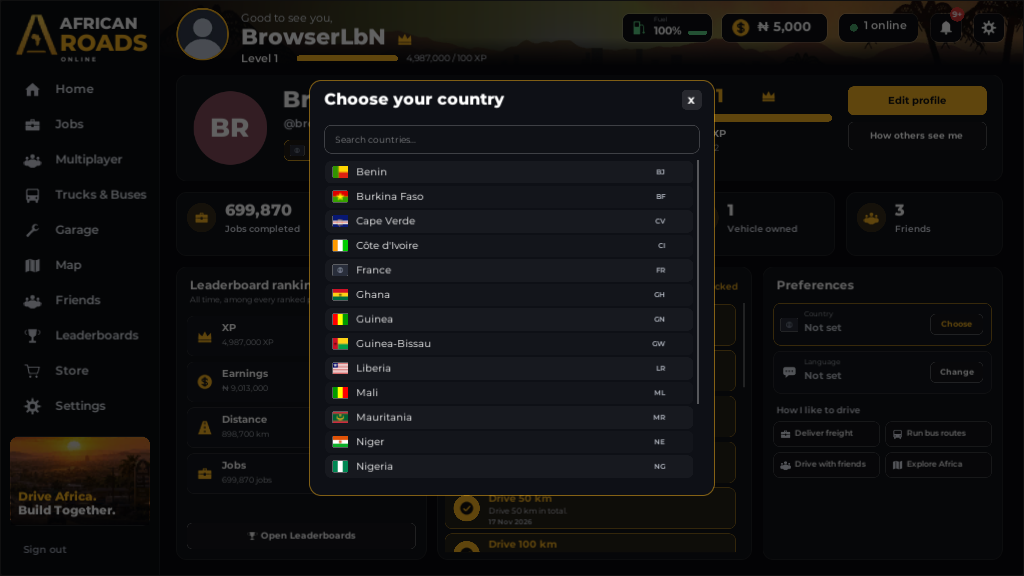 AFRICAN
ROADS
ONLINE
Home
Jobs
Multiplayer
Trucks & Buses
Garage
Map
Friends
Leaderboards
Store
Settings
Drive Africa.
Build Together.
Sign out
Good to see you,
BrowserLbN
Level 1
4,987,000 / 100 XP
Fuel
100%
₦ 5,000
1 online
9+
BR
Edit profile
How others see me
XP
699,870
Jobs completed
1
Vehicle owned
3
Friends
Choose your country
x
Search countries...
Benin BJ
Burkina Faso BF
Cape Verde CV
Côte d'Ivoire CI
France FR
Ghana GH
Guinea GN
Guinea-Bissau GW
Liberia LR
Mali ML
Mauritania MR
Niger NE
Nigeria NG
XP
4,987,000 XP
Earnings
₦ 9,013,000
Distance
898,700 km
Jobs
699,870 jobs
Open Leaderboards
Drive 50 km
Drive 50 km in total.
17 Nov 2026
Drive 100 km
Preferences
Country
Not set
Choose
Language
Not set
Change
How I like to drive
Deliver freight
Run bus routes
Drive with friends
Explore Africa